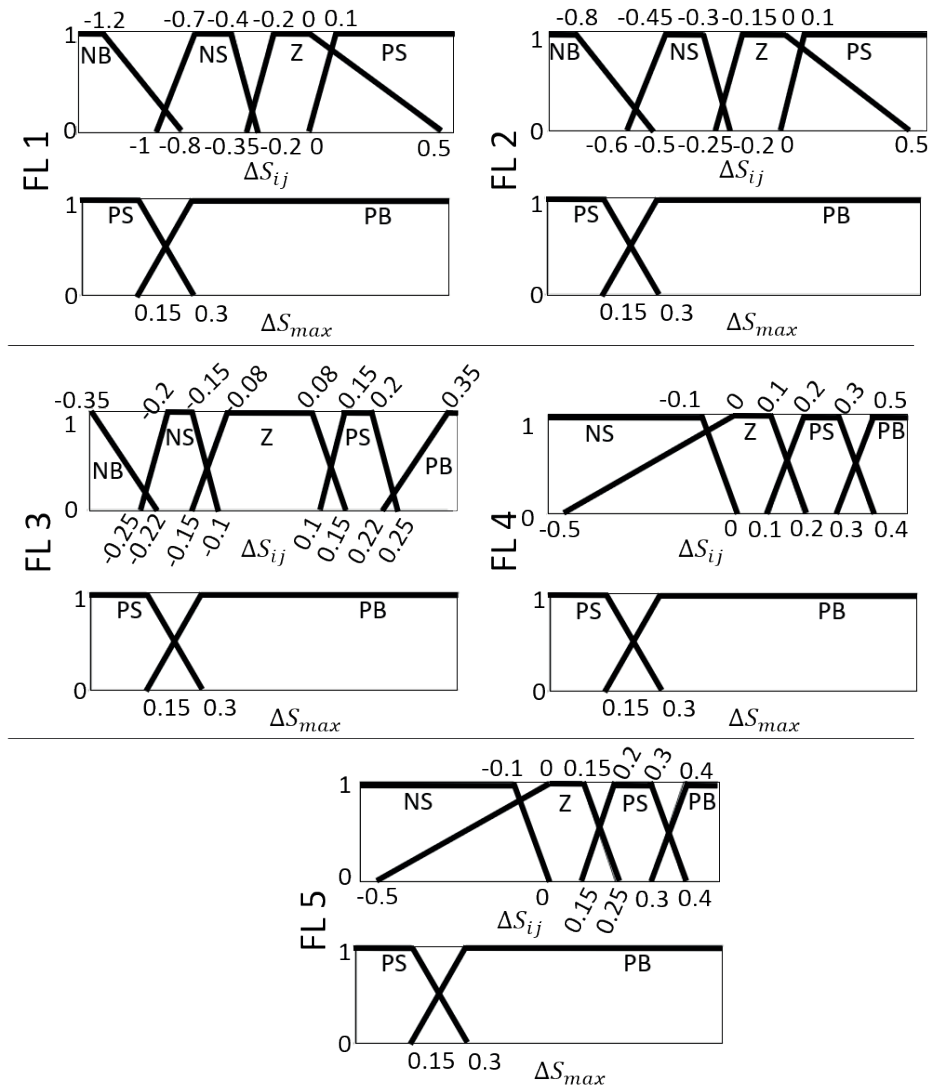 -1.2 -0.7 -0.4 -0.2 0 0.1
1 NB NS Z PS
0
-1 -0.8 -0.35 -0.2 0 0.5
ΔS_ij
FL 1
1 PS PB
0
0.15 0.3
ΔS_max
-0.8 -0.45 -0.3 -0.15 0 0.1
1 NB NS Z PS
0
-0.6 -0.5 -0.25 -0.2 0 0.5
ΔS_ij
FL 2
1 PS PB
0
0.15 0.3
ΔS_max
-0.35 -0.2 -0.15 -0.08 0.08 0.15 0.2 0.35
1 NB NS Z PS PB
0
-0.25 -0.22 -0.15 -0.1 0.1 0.15 0.22 0.25
ΔS_ij
FL 3
1 PS PB
0
0.15 0.3
ΔS_max
-0.1 0 0.1 0.2 0.3 0.5
1 NS Z PS PB
0
-0.5 0 0.1 0.2 0.3 0.4
ΔS_ij
FL 4
1 PS PB
0
0.15 0.3
ΔS_max
-0.1 0 0.15 0.2 0.3 0.4
1 NS Z PS PB
0
-0.5 0 0.15 0.25 0.3 0.4
ΔS_ij
FL 5
1 PS PB
0
0.15 0.3
ΔS_max